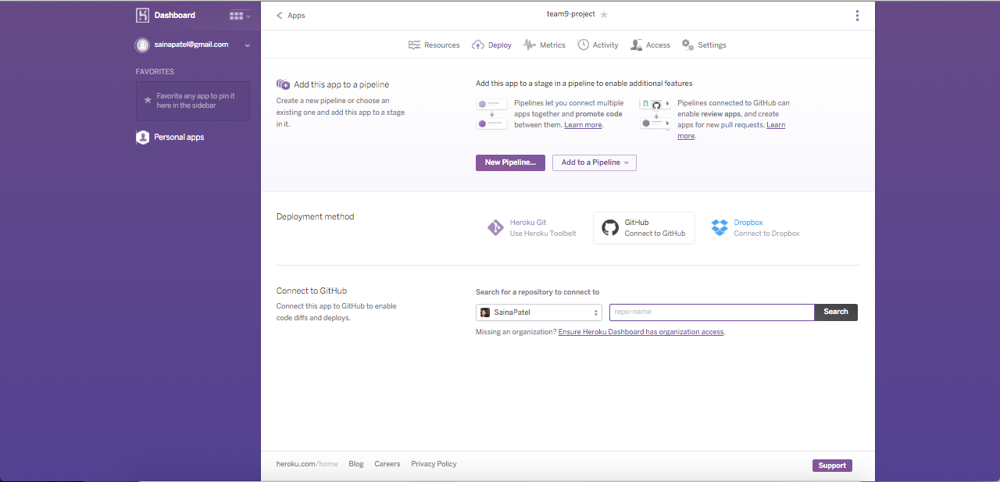 Dashboard
sainapatel@gmail.com
FAVORITES
Favorite any app to pin it
here in the sidebar
Personal apps
Apps
team9-project
Resources
Deploy
Metrics
Activity
Access
Settings
Add this app to a pipeline
Create a new pipeline or choose an
existing one and add this app to a stage
in it.
Add this app to a stage in a pipeline to enable additional features
Pipelines let you connect multiple
apps together and promote code
between them. Learn more.
Pipelines connected to GitHub can
enable review apps, and create
apps for new pull requests. Learn
more.
New Pipeline...
Add to a Pipeline
Deployment method
Heroku Git
Use Heroku Toolbelt
GitHub
Connect to GitHub
Dropbox
Connect to Dropbox
Connect to GitHub
Connect this app to GitHub to enable
code diffs and deploys.
Search for a repository to connect to
SainaPatel
repo-name
Search
Missing an organization? Ensure Heroku Dashboard has organization access.
heroku.com/home
Blog
Careers
Privacy Policy
Support